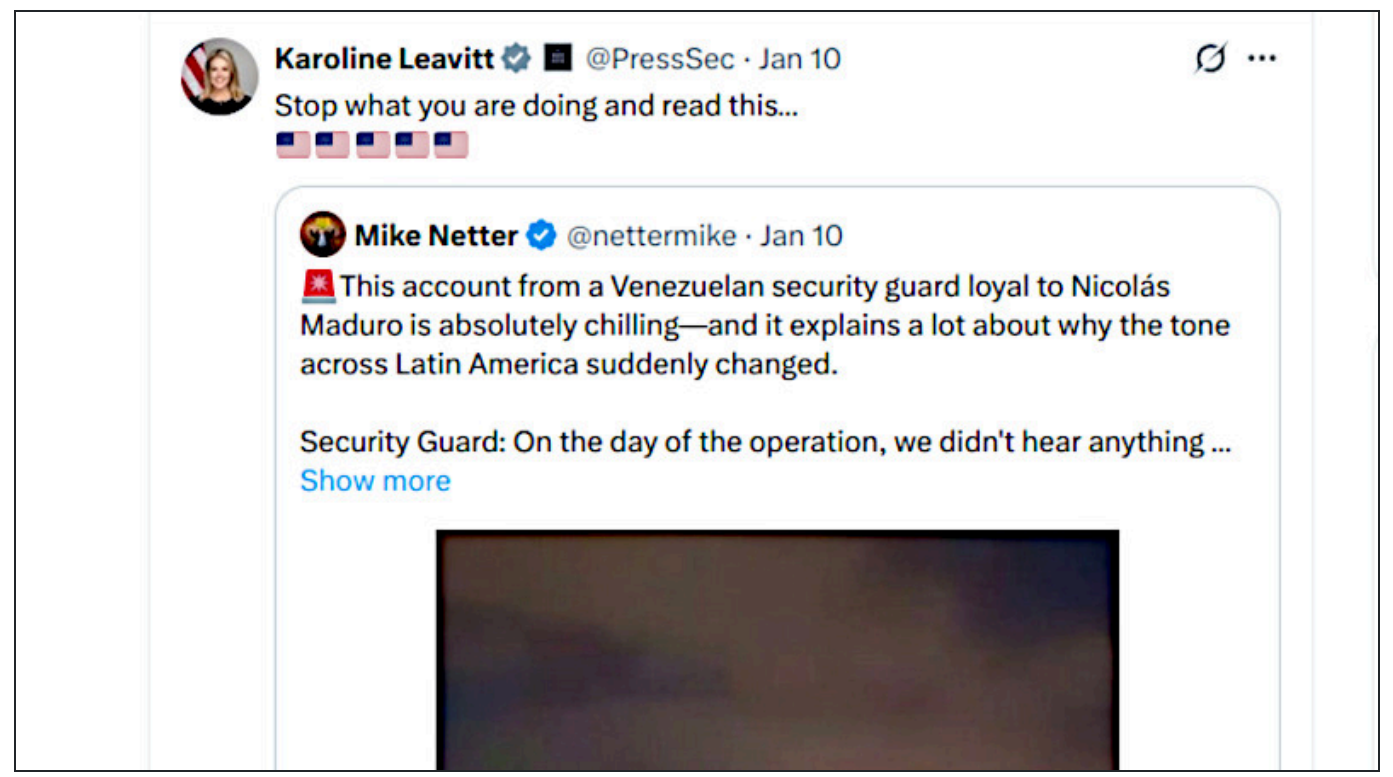 Karoline Leavitt @PressSec · Jan 10
Stop what you are doing and read this...
Mike Netter @nettermike · Jan 10
This account from a Venezuelan security guard loyal to Nicolás
Maduro is absolutely chilling—and it explains a lot about why the tone
across Latin America suddenly changed.
Security Guard: On the day of the operation, we didn't hear anything ...
Show more